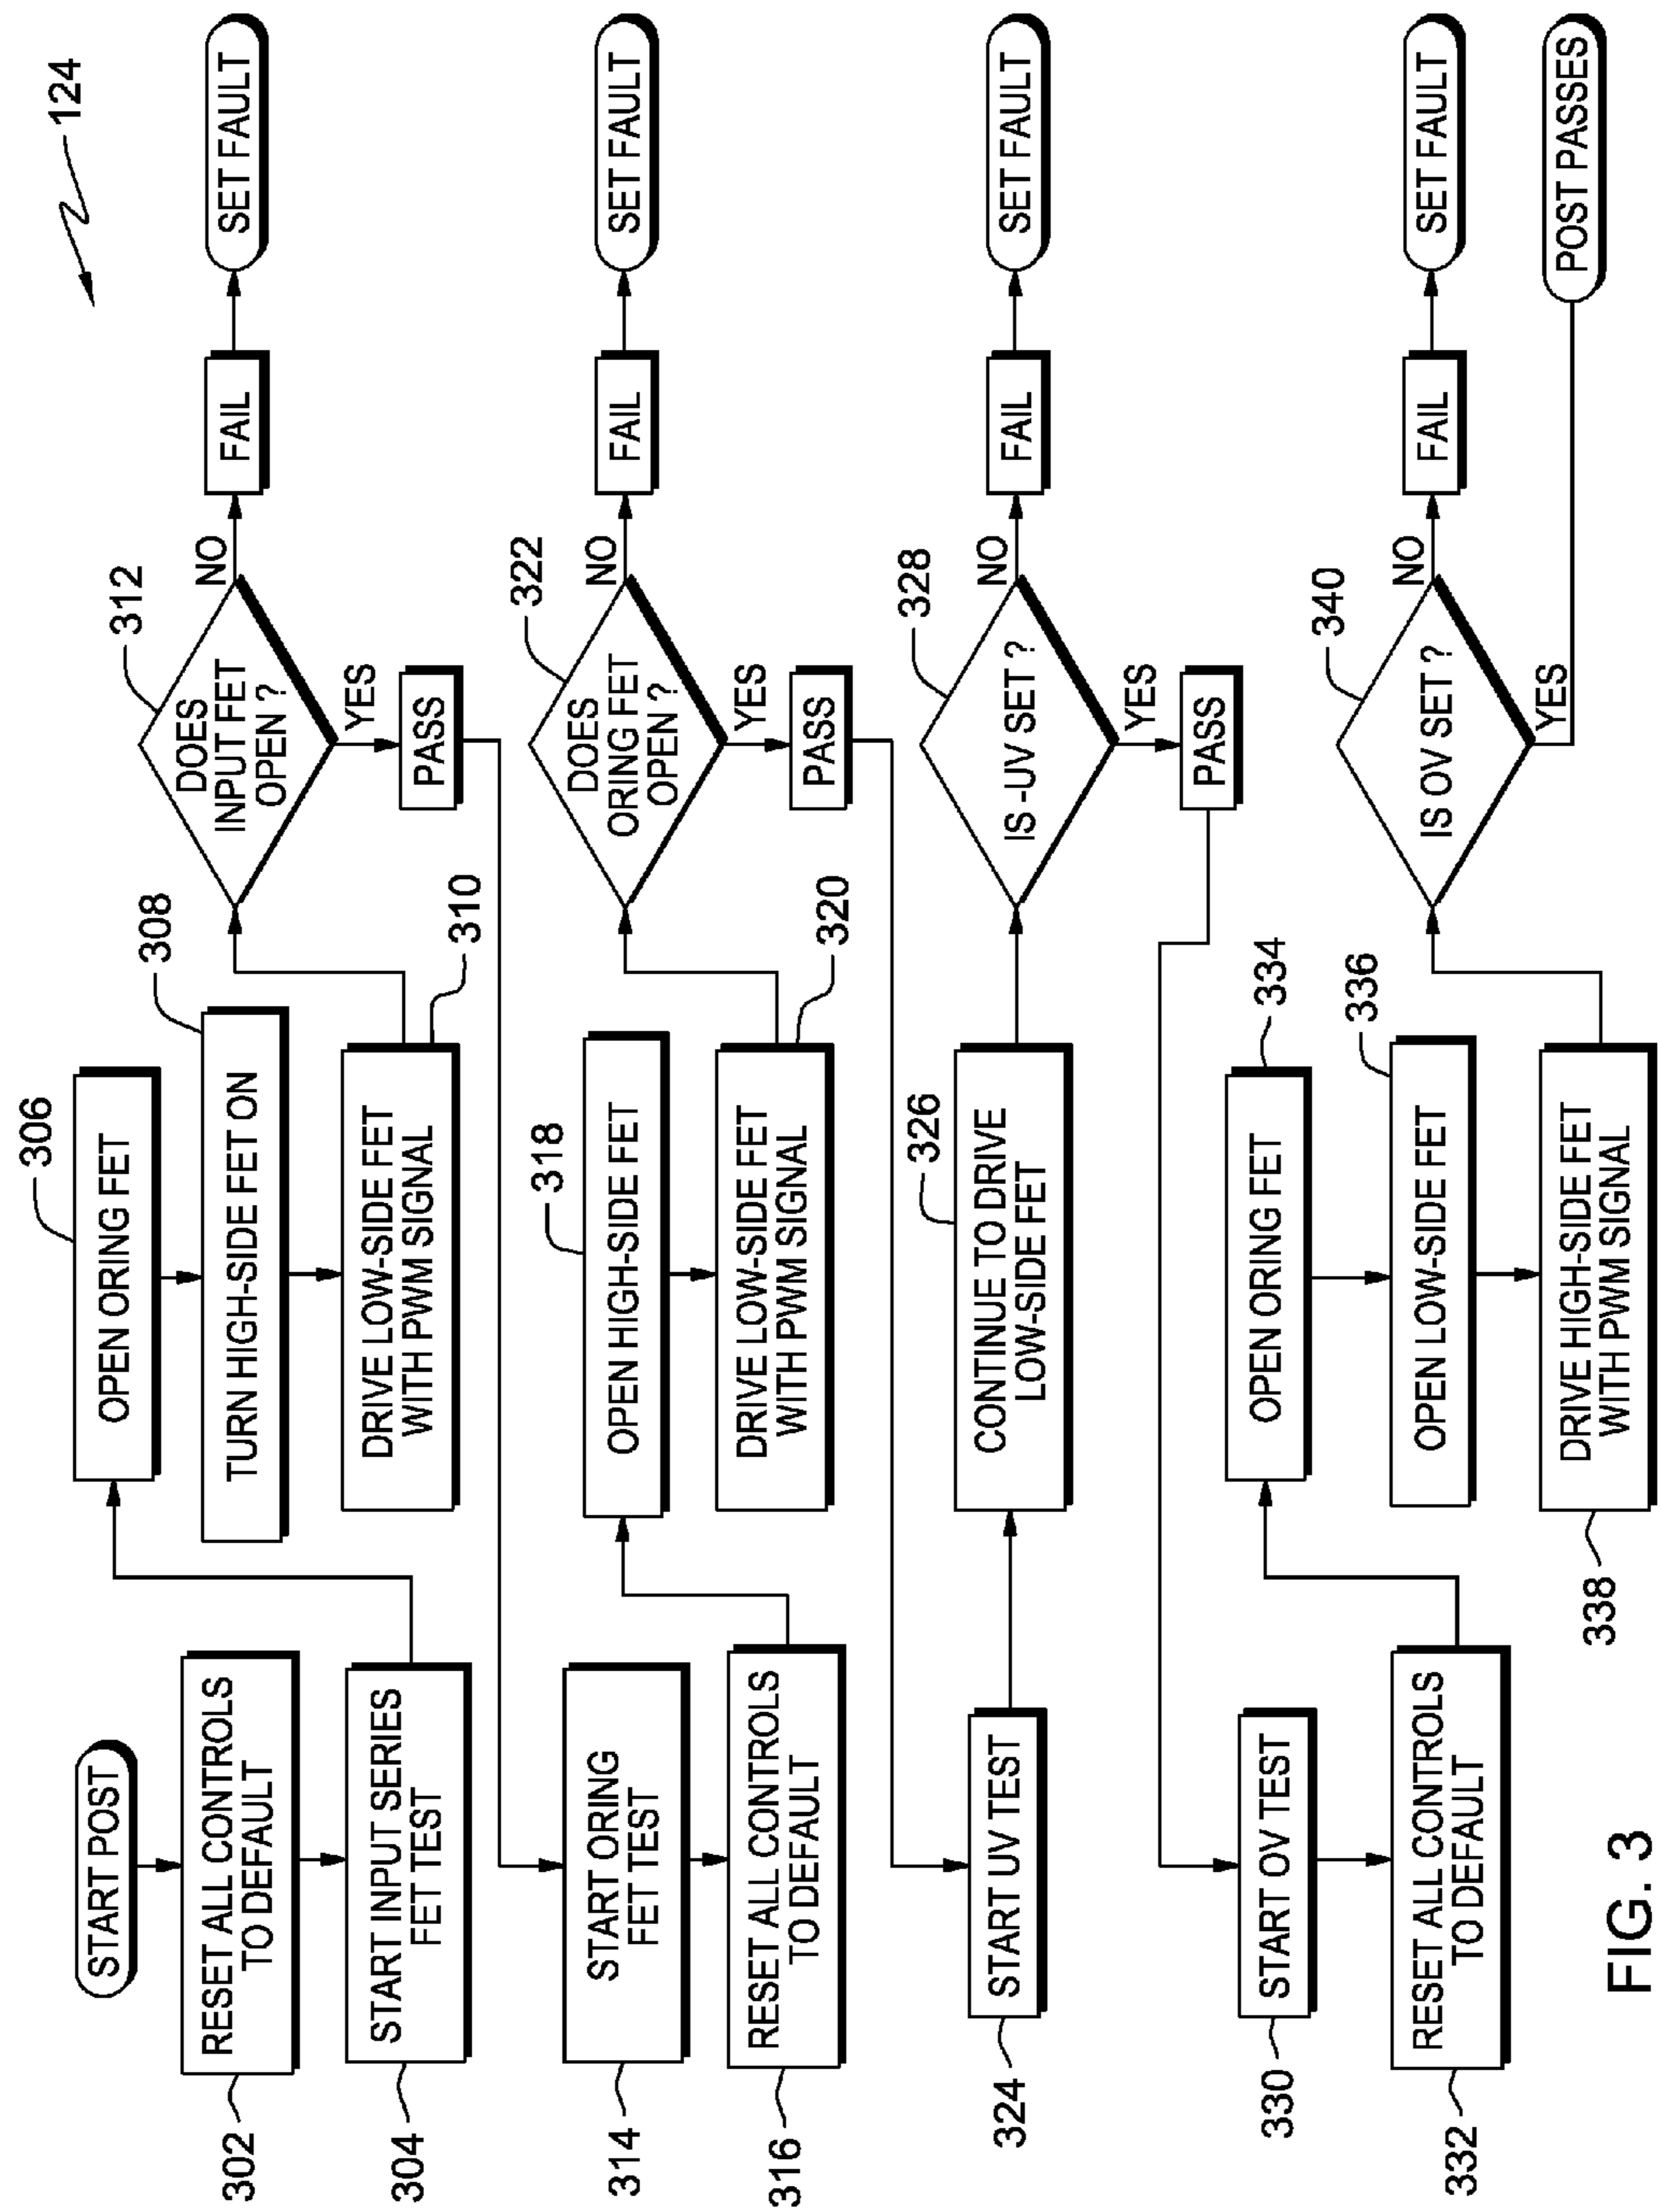 124
START POST
RESET ALL CONTROLS
TO DEFAULT
302
START INPUT SERIES
FET TEST
304
306
OPEN ORING FET
308
TURN HIGH-SIDE FET ON
DRIVE LOW-SIDE FET
WITH PWM SIGNAL
310
312
DOES
INPUT FET
OPEN ?
NO
FAIL
SET FAULT
YES
PASS
START ORING
FET TEST
314
RESET ALL CONTROLS
TO DEFAULT
316
318
OPEN HIGH-SIDE FET
DRIVE LOW-SIDE FET
WITH PWM SIGNAL
320
322
DOES
ORING FET
OPEN ?
NO
FAIL
SET FAULT
YES
PASS
START UV TEST
324
326
CONTINUE TO DRIVE
LOW-SIDE FET
328
IS -UV SET ?
NO
FAIL
SET FAULT
YES
PASS
START OV TEST
330
RESET ALL CONTROLS
TO DEFAULT
332
OPEN ORING FET
334
336
OPEN LOW-SIDE FET
DRIVE HIGH-SIDE FET
WITH PWM SIGNAL
338
340
IS OV SET ?
NO
FAIL
SET FAULT
YES
POST PASSES
FIG. 3